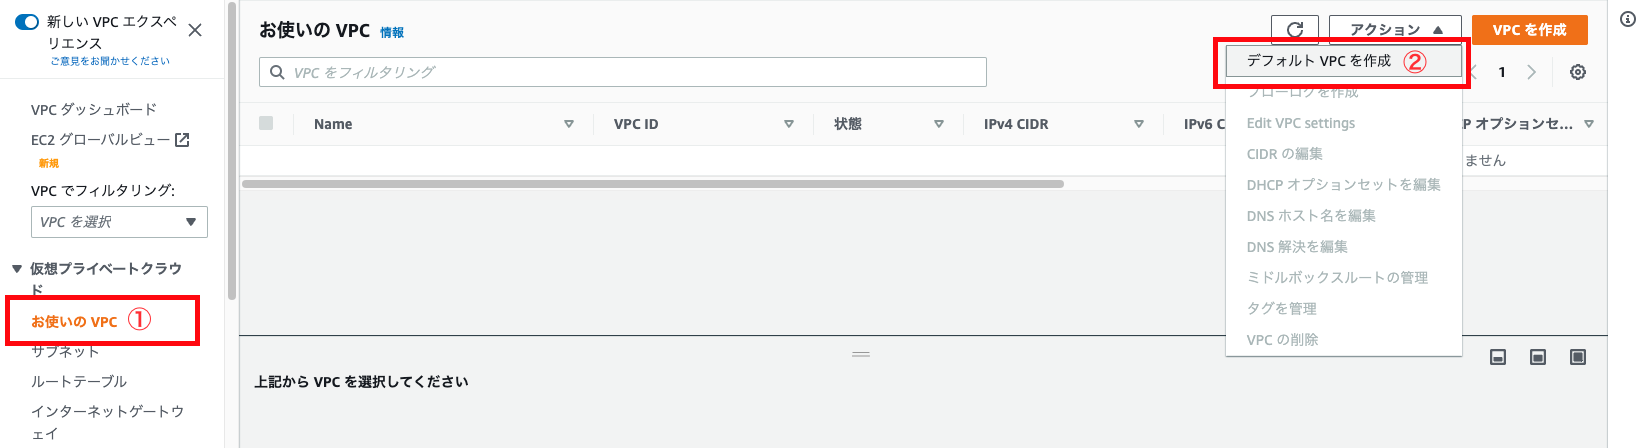 新しい VPC エクスペ
リエンス
ご意見をお聞かせください
VPC ダッシュボード
EC2 グローバルビュー
新規
VPC でフィルタリング:
VPC を選択
仮想プライベートクラウ
ド
お使いの VPC ①
サブネット
ルートテーブル
インターネットゲートウ
ェイ
お使いの VPC 情報
アクション
VPC を作成
VPC をフィルタリング
1
Name
VPC ID
状態
IPv4 CIDR
IPv6 C
P オプションセ...
ません
デフォルト VPC を作成 ②
フローログを作成
Edit VPC settings
CIDR の編集
DHCP オプションセットを編集
DNS ホスト名を編集
DNS 解決を編集
ミドルボックスルートの管理
タグを管理
VPC の削除
上記から VPC を選択してください